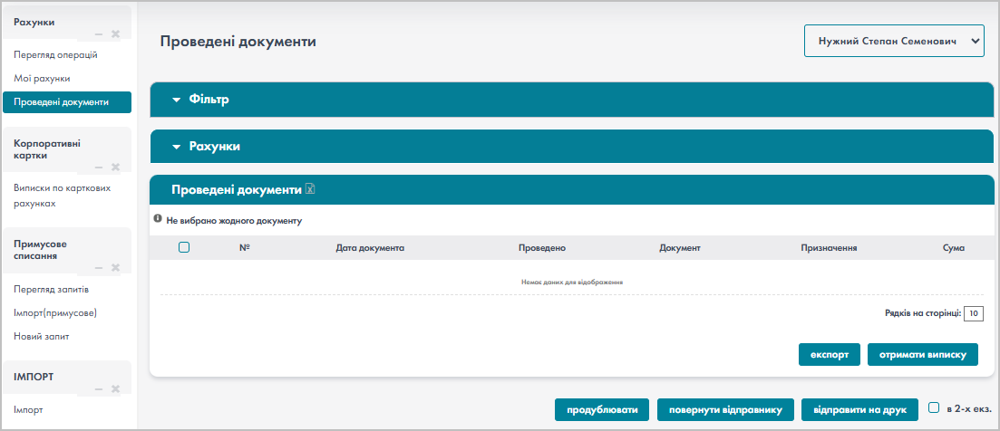 Рахунки
Перегляд операцій
Мої рахунки
Проведені документи
Корпоративні
картки
Виписки по карткових
рахунках
Примусове
списання
Перегляд запитів
Імпорт(примусове)
Новий запит
ІМПОРТ
Імпорт
Проведені документи
Нужний Степан Семенович
Фільтр
Рахунки
Проведені документи
Не вибрано жодного документу
№ Дата документа Проведено Документ Призначення Сума
Немає даних для відображення
Рядків на сторінці: 10
експорт отримати виписку
продублювати повернути відправнику відправити на друк в 2-х екз.